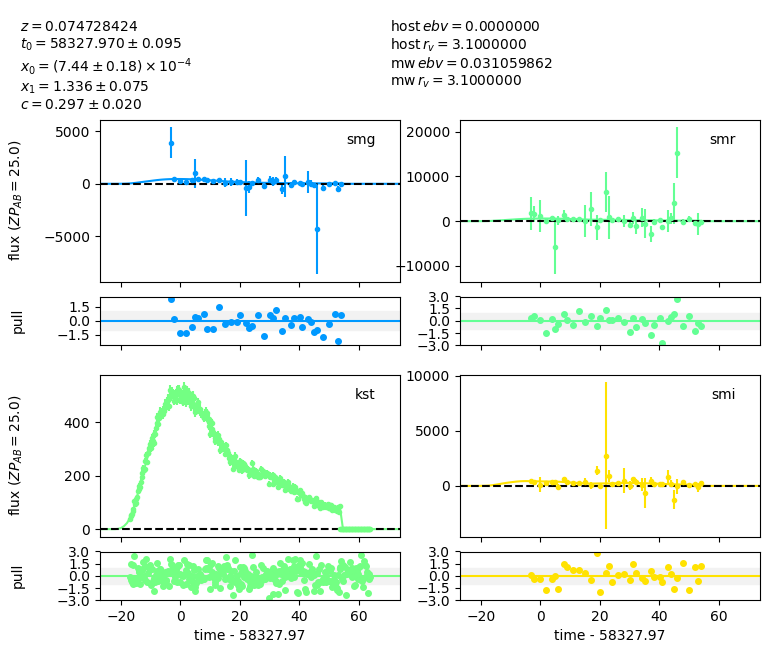 z = 0.074728424
t₀ = 58327.970 ± 0.095
x₀ = (7.44 ± 0.18) × 10⁻⁴
x₁ = 1.336 ± 0.075
c = 0.297 ± 0.020
host ebv = 0.0000000
host r_v = 3.1000000
mw ebv = 0.031059862
mw r_v = 3.1000000
flux (ZP_AB = 25.0)
5000
0
−5000
smg
20000
10000
0
−10000
smr
pull
1.5
0.0
−1.5
3.0
1.5
0.0
−1.5
−3.0
flux (ZP_AB = 25.0)
400
200
0
kst
10000
5000
0
smi
pull
3.0
1.5
0.0
−1.5
−3.0
−20 0 20 40 60
time - 58327.97
3.0
1.5
0.0
−1.5
−3.0
−20 0 20 40 60
time - 58327.97